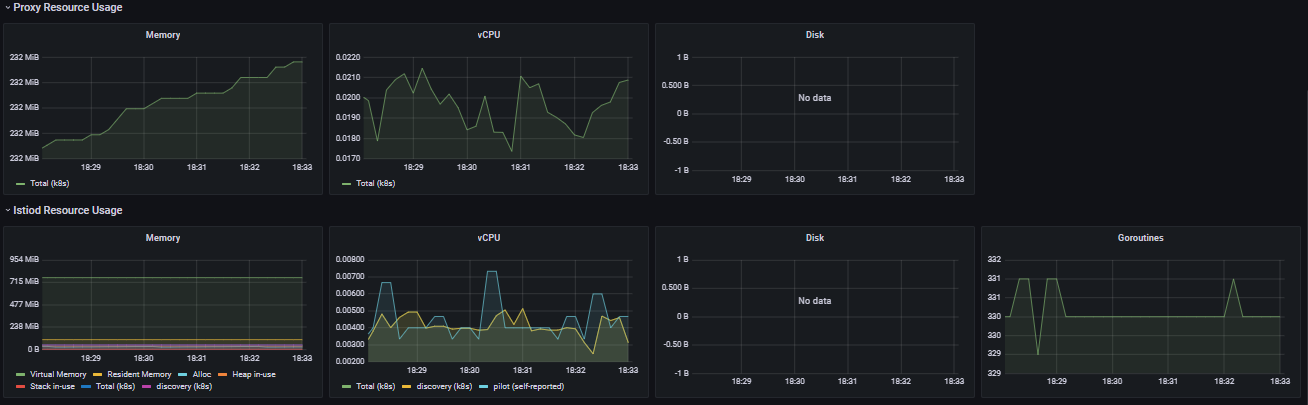 Proxy Resource Usage
Memory
232 MiB
232 MiB
232 MiB
232 MiB
232 MiB
18:29 18:30 18:31 18:32 18:33
Total (k8s)
vCPU
0.0220
0.0210
0.0200
0.0190
0.0180
0.0170
18:29 18:30 18:31 18:32 18:33
Total (k8s)
Disk
1 B
0.500 B
0 B
-0.50 B
-1 B
No data
18:29 18:30 18:31 18:32 18:33
Istiod Resource Usage
Memory
954 MiB
715 MiB
477 MiB
238 MiB
0 B
18:29 18:30 18:31 18:32 18:33
Virtual Memory Resident Memory Alloc Heap in-use
Stack in-use Total (k8s) discovery (k8s)
vCPU
0.00800
0.00700
0.00600
0.00500
0.00400
0.00300
0.00200
18:29 18:30 18:31 18:32 18:33
Total (k8s) discovery (k8s) pilot (self-reported)
Disk
1 B
0.500 B
0 B
-0.50 B
-1 B
No data
18:29 18:30 18:31 18:32 18:33
Goroutines
332
331
331
330
330
329
329
18:29 18:30 18:31 18:32 18:33